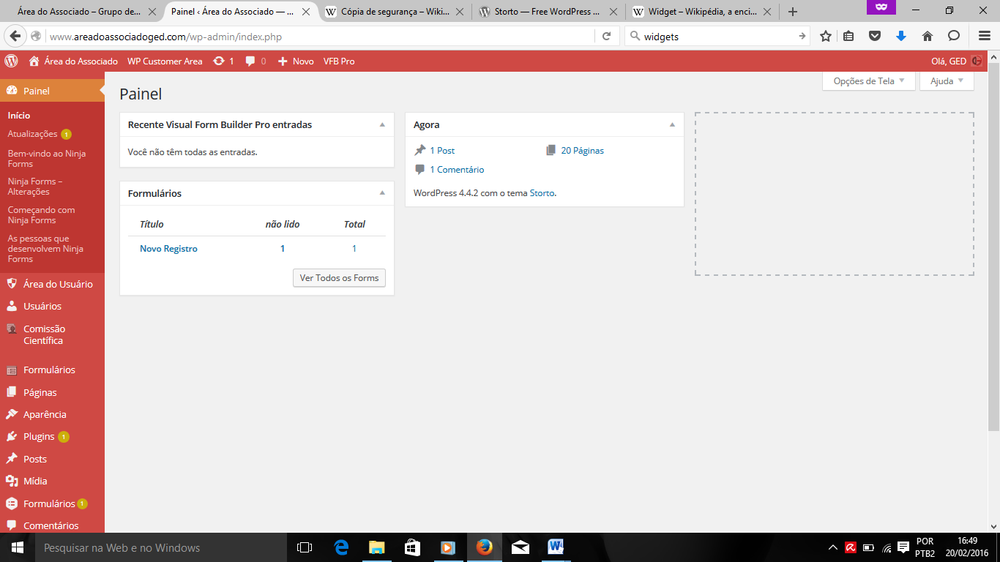 Área do Associado – Grupo de...
Painel ‹ Área do Associado — ...
Cópia de segurança – Wiki...
Storto — Free WordPress ...
Widget – Wikipédia, a enci...
www.areadoassociadoged.com/wp-admin/index.php
widgets
Área do Associado
WP Customer Area
1
0
Novo
VFB Pro
Olá, GED
Painel
Início
Atualizações 1
Bem-vindo ao Ninja
Forms
Ninja Forms –
Alterações
Começando com
Ninja Forms
As pessoas que
desenvolvem Ninja
Forms
Área do Usuário
Usuários
Comissão
Científica
Formulários
Páginas
Aparência
Plugins 1
Posts
Mídia
Formulários 1
Comentários
Opções de Tela
Ajuda
Painel
Recente Visual Form Builder Pro entradas
Você não têm todas as entradas.
Formulários
Título não lido Total
Novo Registro 1 1
Ver Todos os Forms
Agora
1 Post
20 Páginas
1 Comentário
WordPress 4.4.2 com o tema Storto.
Pesquisar na Web e no Windows
POR
PTB2
16:49
20/02/2016